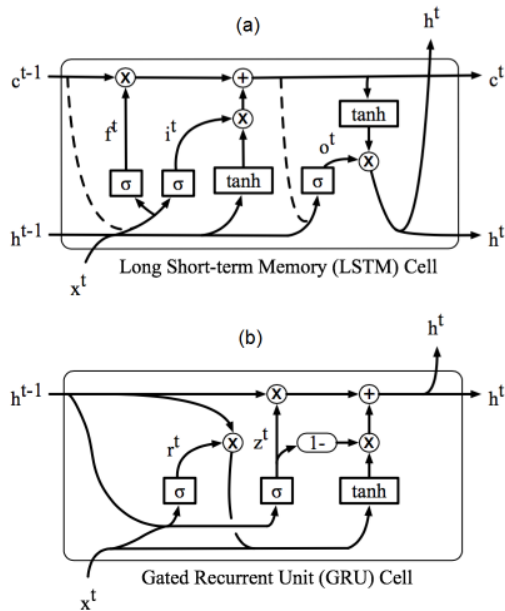 (a)
h^t
c^t-1
c^t
f^t
i^t
o^t
tanh
σ
σ
tanh
σ
h^t-1
h^t
x^t
Long Short-term Memory (LSTM) Cell
(b)
h^t
h^t-1
h^t
r^t
z^t
1-
σ
σ
tanh
x^t
Gated Recurrent Unit (GRU) Cell